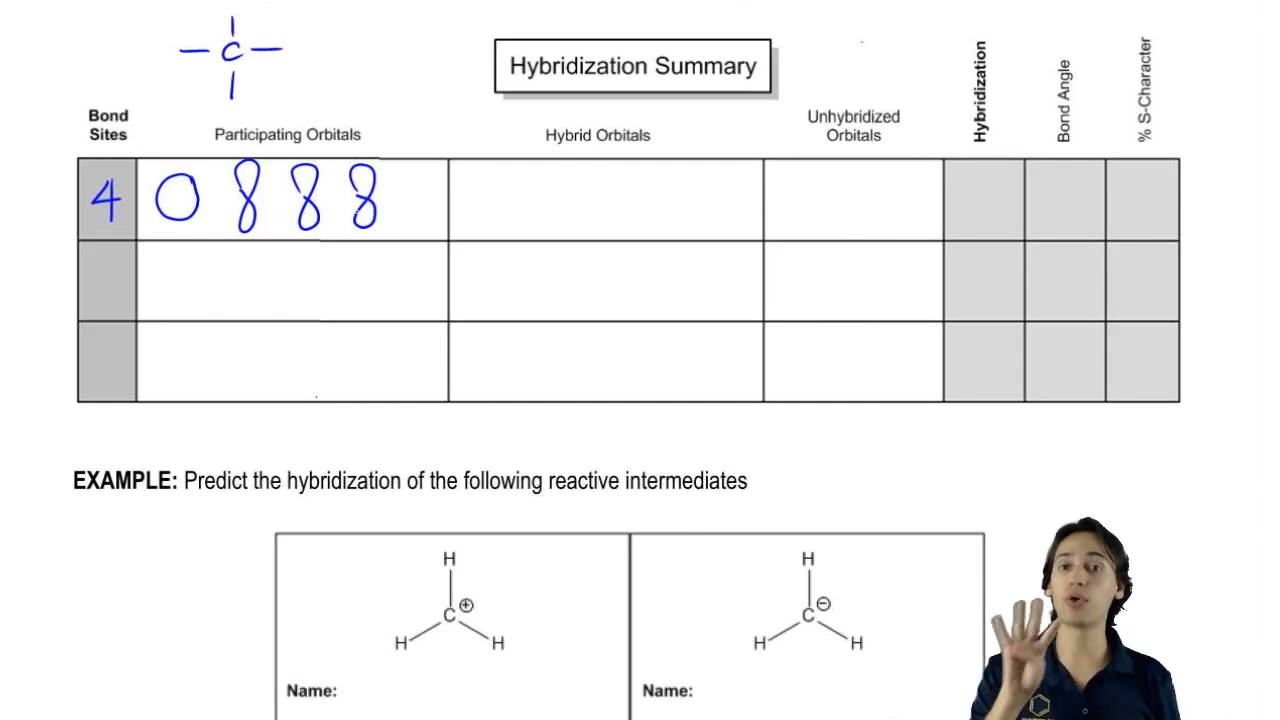 C
Hybridization Summary
Bond Sites
Participating Orbitals
Hybrid Orbitals
Unhybridized Orbitals
Hybridization
Bond Angle
% S-Character
4
EXAMPLE: Predict the hybridization of the following reactive intermediates
H
C +
H H
Name:
H
C −
H H
Name: